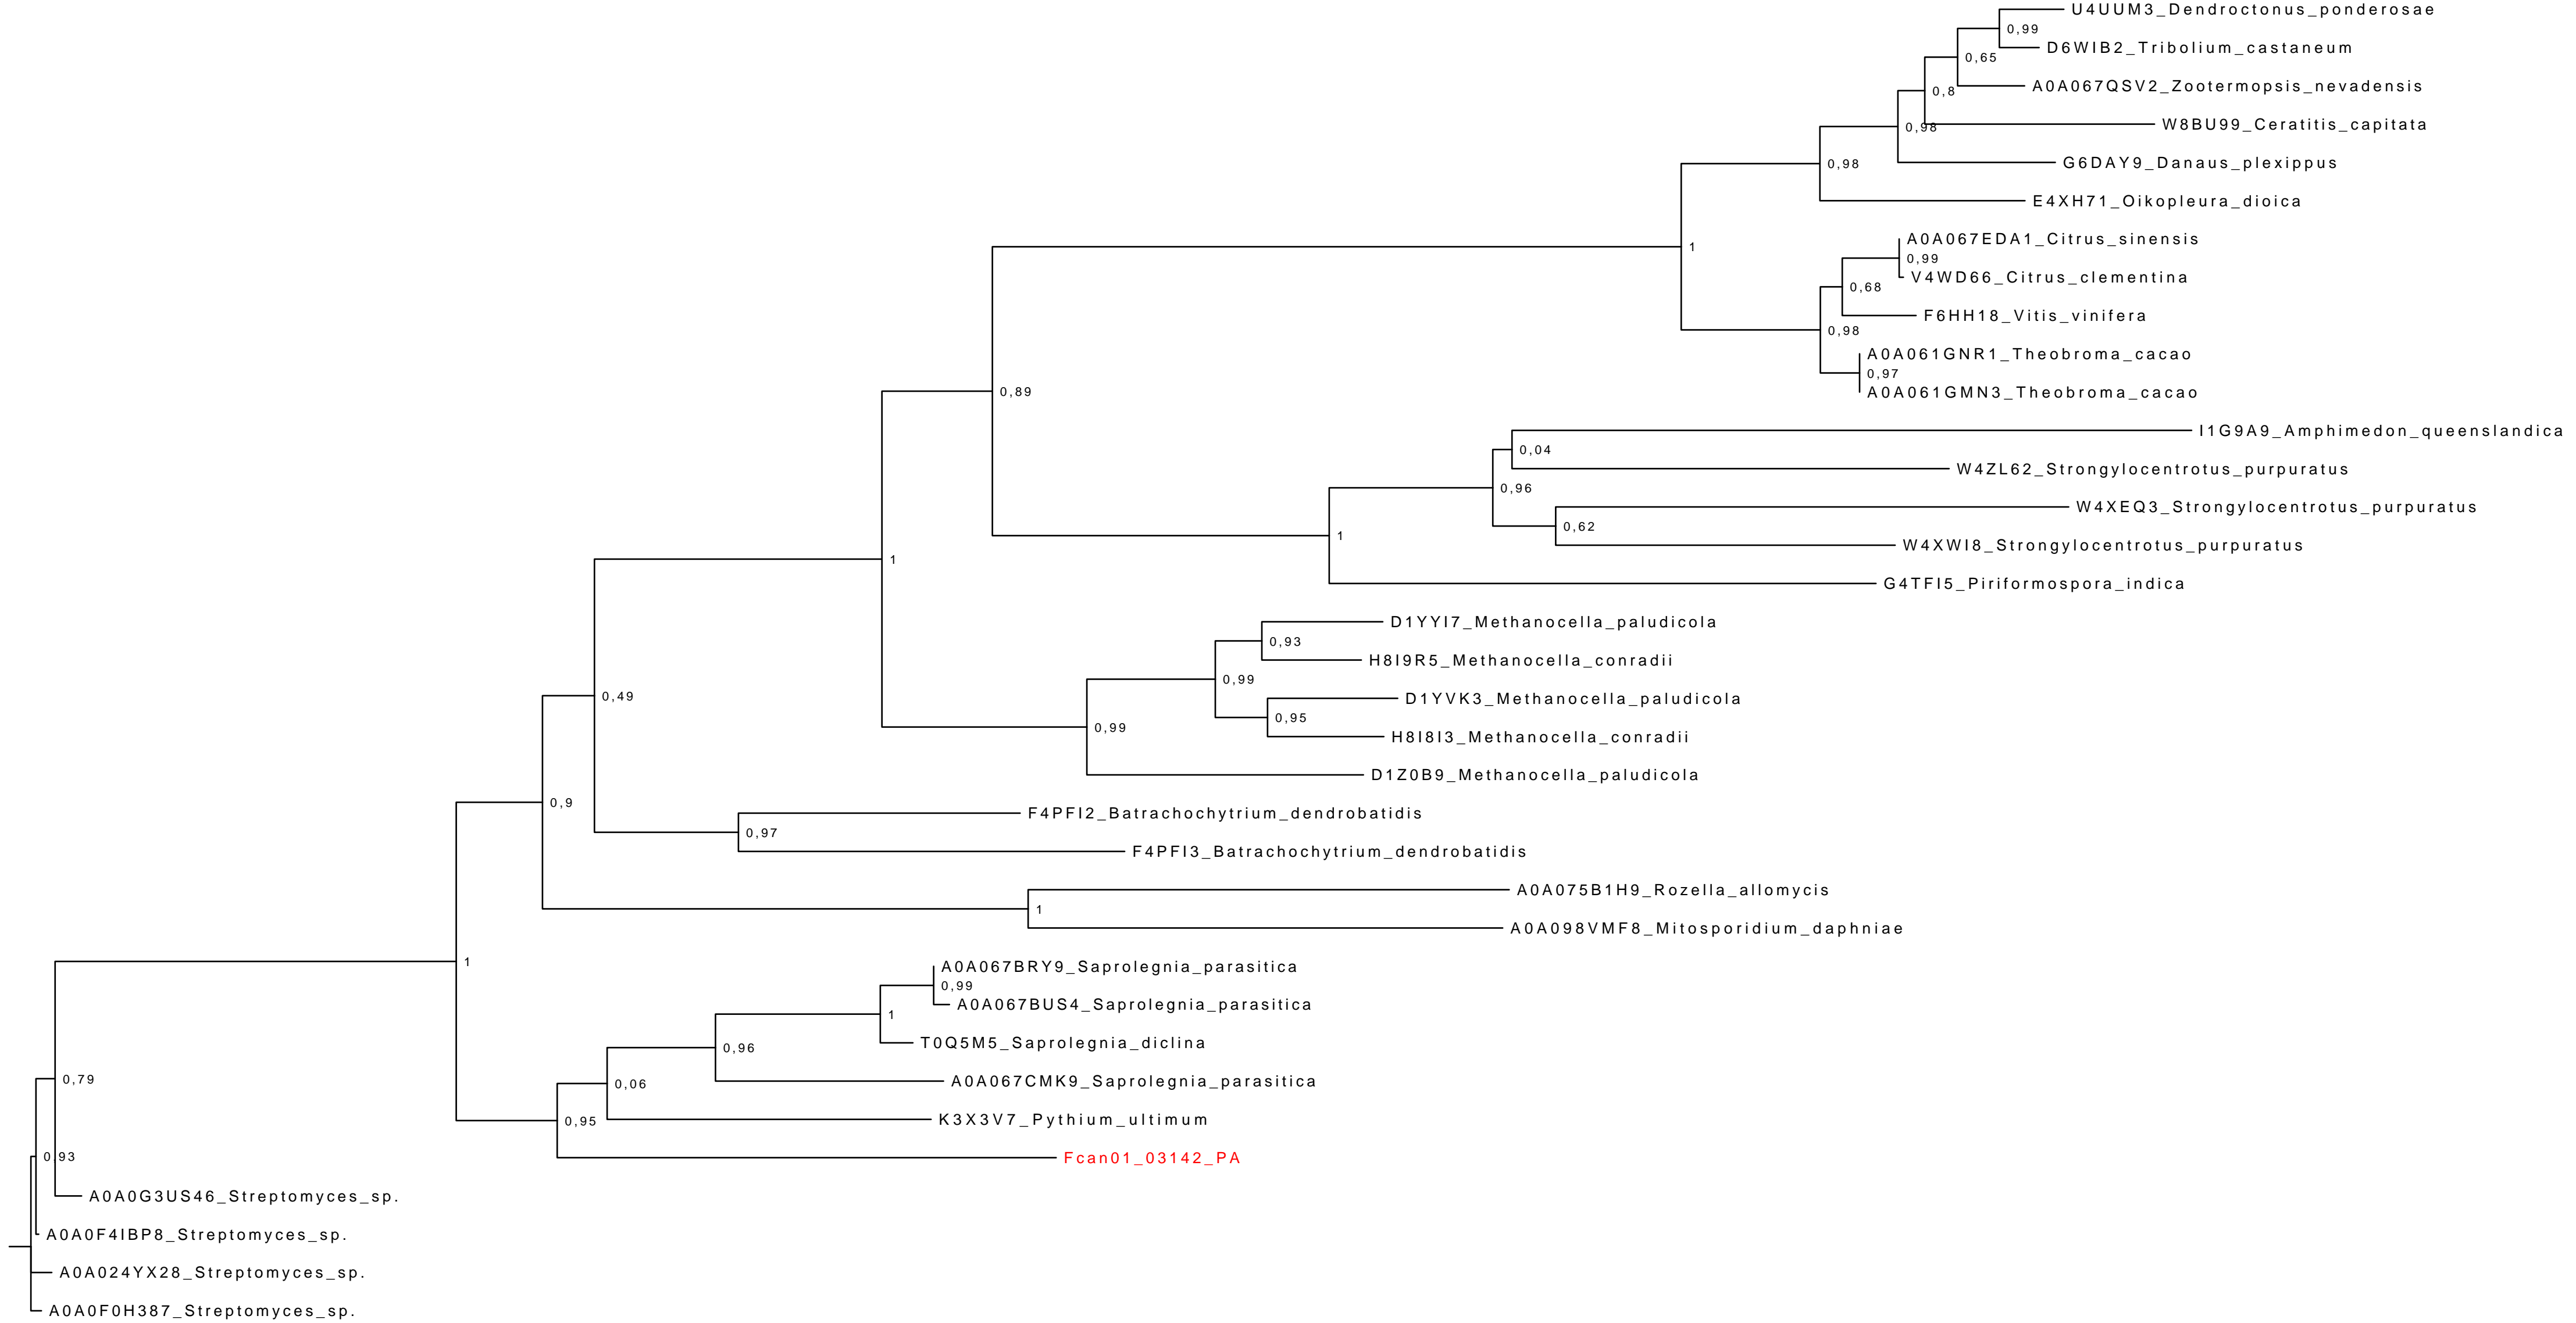 U4UUM3_Dendroctonus_ponderosae
0,99
D6WIB2_Tribolium_castaneum
0,65
A0A067QSV2_Zootermopsis_nevadensis
0,8
W8BU99_Ceratitis_capitata
0,98
G6DAY9_Danaus_plexippus
0,98
E4XH71_Oikopleura_dioica
A0A067EDA1_Citrus_sinensis
1
0,99
V4WD66_Citrus_clementina
0,68
F6HH18_Vitis_vinifera
0,98
A0A061GNR1_Theobroma_cacao
0,97
A0A061GMN3_Theobroma_cacao
0,89
I1G9A9_Amphimedon_queenslandica
0,04
W4ZL62_Strongylocentrotus_purpuratus
0,96
W4XEQ3_Strongylocentrotus_purpuratus
0,62
1
W4XWI8_Strongylocentrotus_purpuratus
1
G4TFI5_Piriformospora_indica
D1YYI7_Methanocella_paludicola
0,93
H8I9R5_Methanocella_conradii
0,99
0,49
D1YVK3_Methanocella_paludicola
0,95
0,99
H8I8I3_Methanocella_conradii
D1Z0B9_Methanocella_paludicola
0,9
F4PFI2_Batrachochytrium_dendrobatidis
0,97
F4PFI3_Batrachochytrium_dendrobatidis
A0A075B1H9_Rozella_allomycis
1
A0A098VMF8_Mitosporidium_daphniae
1
A0A067BRY9_Saprolegnia_parasitica
0,99
A0A067BUS4_Saprolegnia_parasitica
1
T0Q5M5_Saprolegnia_diclina
0,96
0,79
A0A067CMK9_Saprolegnia_parasitica
0,06
K3X3V7_Pythium_ultimum
0,95
0,93
Fcan01_03142_PA
A0A0G3US46_Streptomyces_sp.
A0A0F4IBP8_Streptomyces_sp.
A0A024YX28_Streptomyces_sp.
A0A0F0H387_Streptomyces_sp.